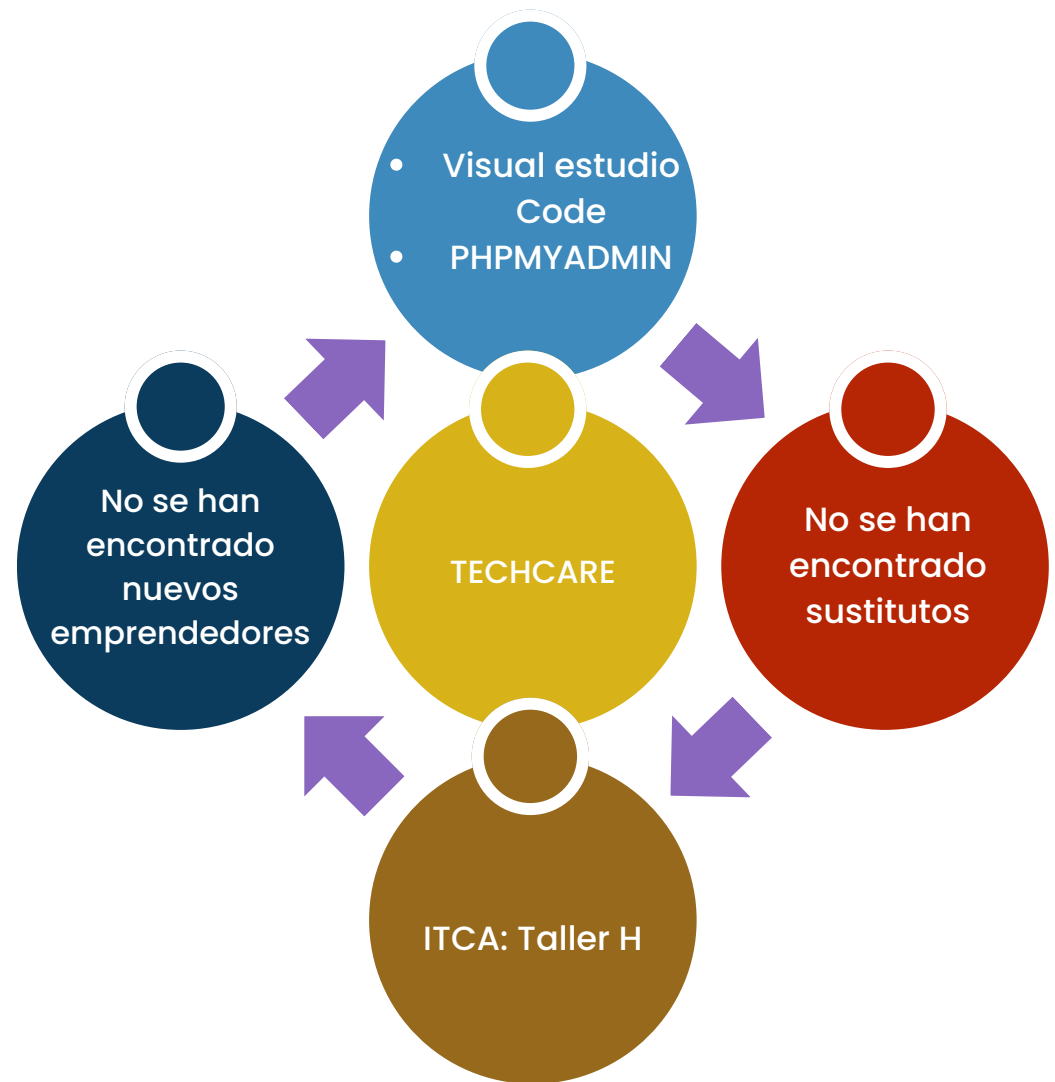 • Visual estudio
Code
• PHPMYADMIN
No se han
encontrado
nuevos
emprendedores
TECHCARE
No se han
encontrado
sustitutos
ITCA: Taller H